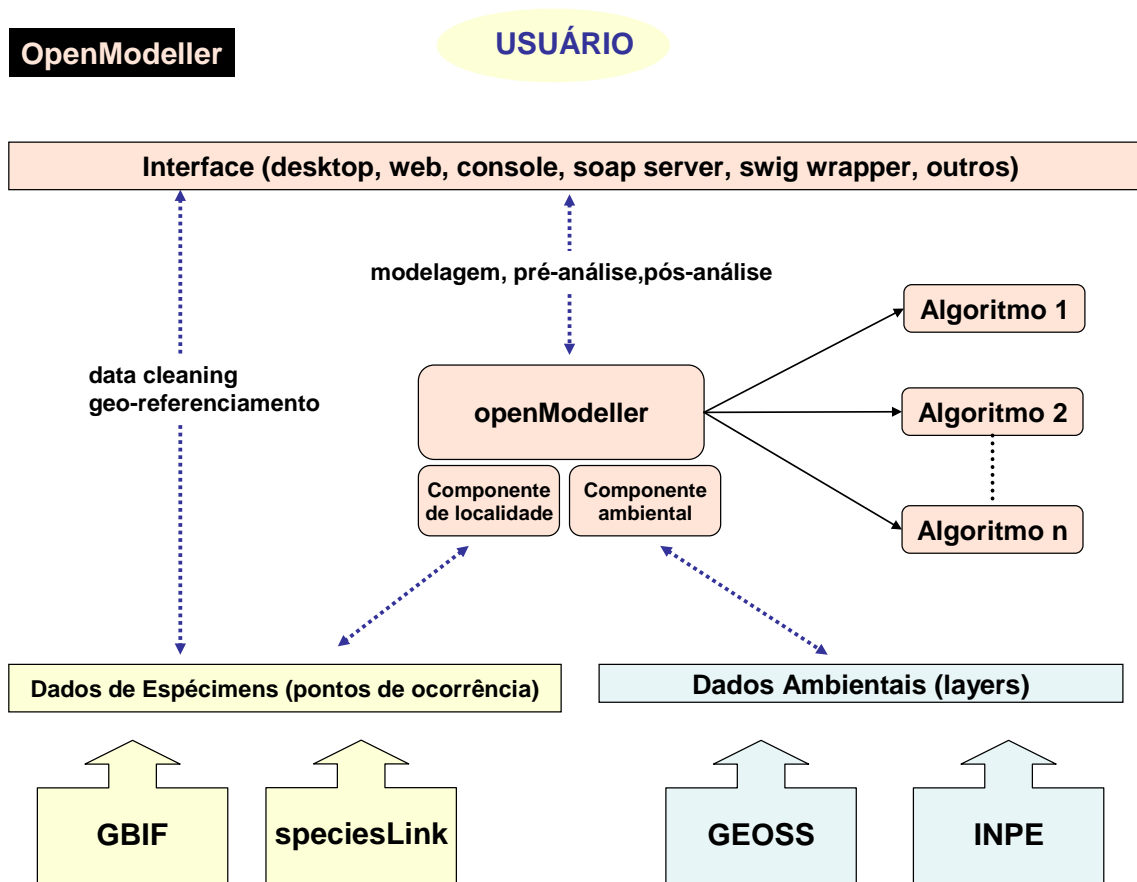 OpenModeller
USUÁRIO
Interface (desktop, web, console, soap server, swig wrapper, outros)
modelagem, pré-análise,pós-análise
data cleaning
geo-referenciamento
openModeller
Componente
de localidade
Componente
ambiental
Algoritmo 1
Algoritmo 2
Algoritmo n
Dados de Espécimens (pontos de ocorrência)
Dados Ambientais (layers)
GBIF
speciesLink
GEOSS
INPE